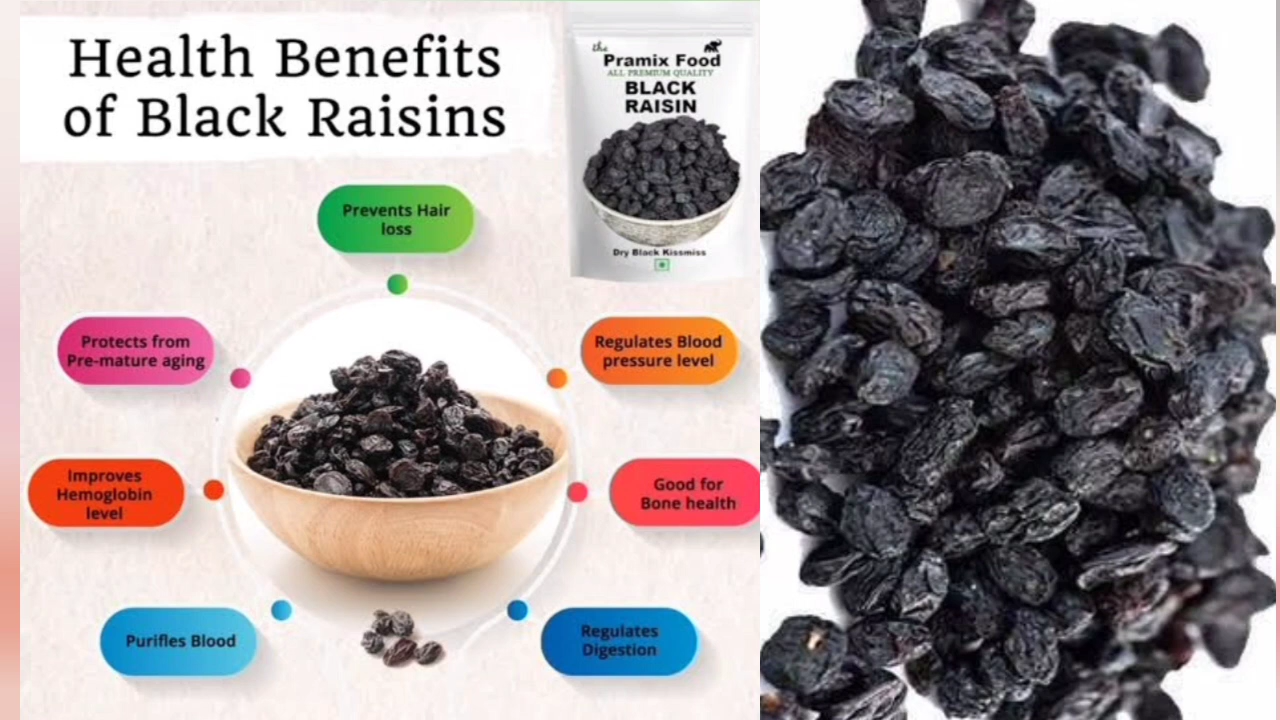 Health Benefits
of Black Raisins
the
Pramix Food
ALL PREMIUM QUALITY
BLACK
RAISIN
Dry Black Kissmiss
Prevents Hair
loss
Protects from
Pre-mature aging
Regulates Blood
pressure level
Improves
Hemoglobin
level
Good for
Bone health
Purifles Blood
Regulates
Digestion